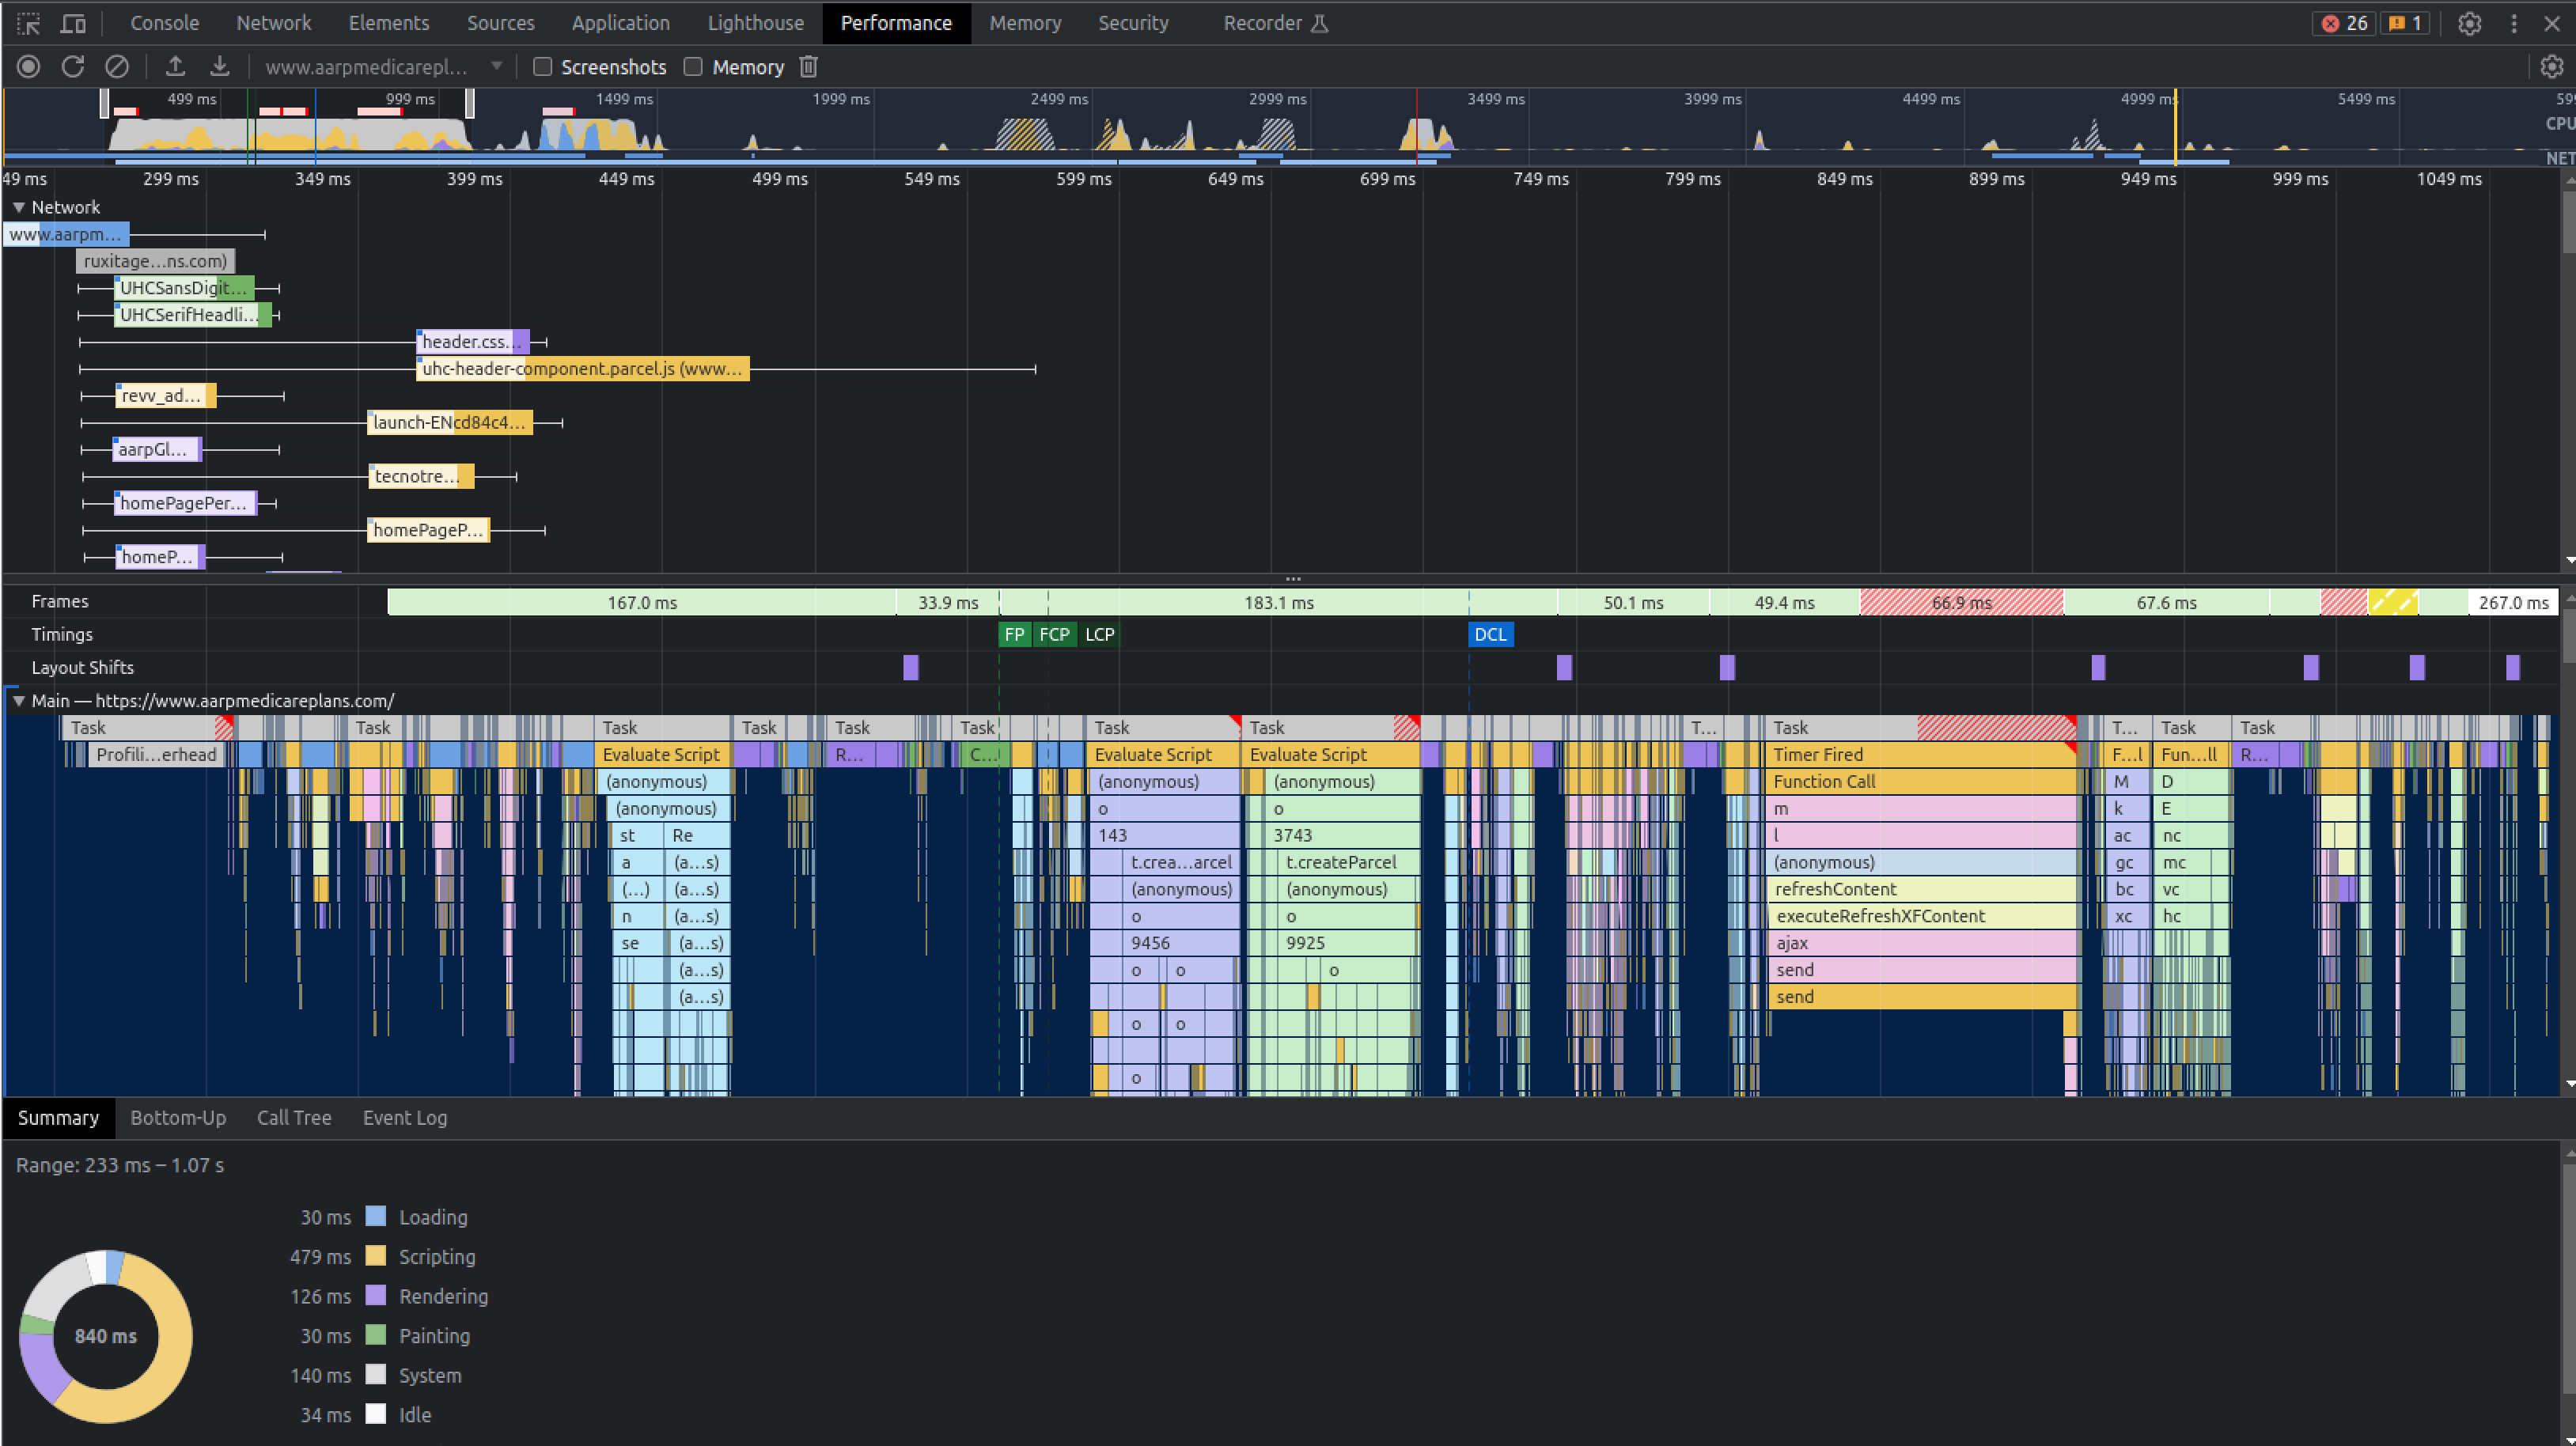 Console Network Elements Sources Application Lighthouse Performance Memory Security Recorder 26 1
www.aarpmedicarepl... Screenshots Memory
499 ms 999 ms 1499 ms 1999 ms 2499 ms 2999 ms 3499 ms 3999 ms 4499 ms 4999 ms 5499 ms 599
CPU
NET
49 ms 299 ms 349 ms 399 ms 449 ms 499 ms 549 ms 599 ms 649 ms 699 ms 749 ms 799 ms 849 ms 899 ms 949 ms 999 ms 1049 ms
Network
www.aarpm...
ruxitage...ns.com)
UHCSansDigit...
UHCSerifHeadli...
header.css...
uhc-header-component.parcel.js (www...
revv_ad...
launch-ENcd84c4...
aarpGl...
tecnotre...
homePagePer...
homePageP...
homeP...
...
Frames 167.0 ms 33.9 ms 183.1 ms 50.1 ms 49.4 ms 66.9 ms 67.6 ms 267.0 ms
Timings FP FCP LCP DCL
Layout Shifts
Main — https://www.aarpmedicareplans.com/
Task Task Task Task Task Task Task Task T... Task T... Task Task
Profili...erhead Evaluate Script R... C... Evaluate Script Evaluate Script Timer Fired F...l Fun...ll R...
(anonymous) (anonymous) (anonymous) Function Call M D
(anonymous) o o m k E
st Re 143 3743 l ac nc
a (a...s) t.crea...arcel t.createParcel (anonymous) gc mc
(...) (a...s) (anonymous) (anonymous) refreshContent bc vc
n (a...s) o o executeRefreshXFContent xc hc
se (a...s) 9456 9925 ajax
(a...s) o o o send
(a...s) send
o o
o
Summary Bottom-Up Call Tree Event Log
Range: 233 ms – 1.07 s
30 ms Loading
479 ms Scripting
126 ms Rendering
840 ms
30 ms Painting
140 ms System
34 ms Idle